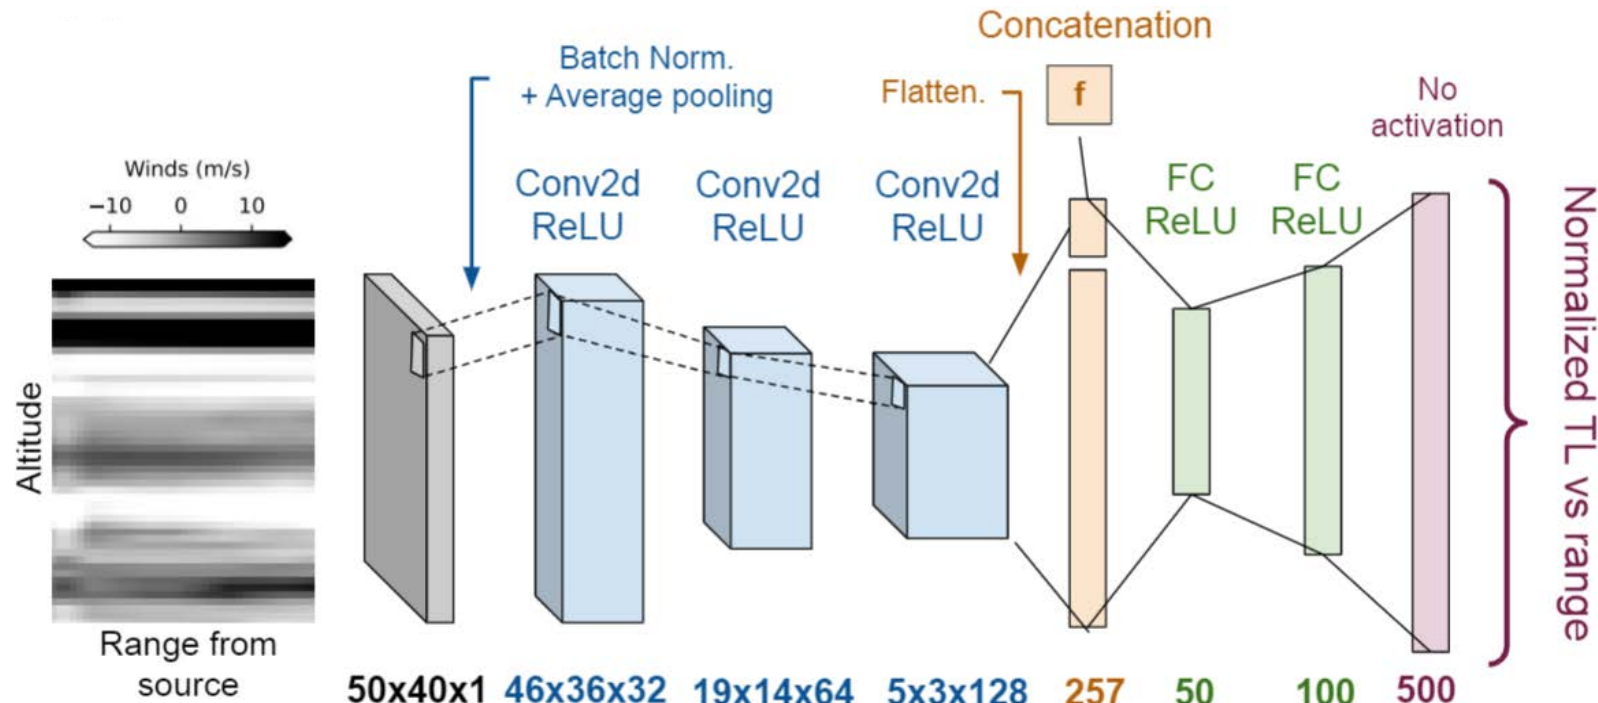 Concatenation
f
Batch Norm.
+ Average pooling
Flatten.
No
activation
Winds (m/s)
−10 0 10
Conv2d
ReLU
Conv2d
ReLU
Conv2d
ReLU
FC
ReLU
FC
ReLU
Altitude
Range from
source
Normalized TL vs range
50x40x1 46x36x32 19x14x64 5x3x128 257 50 100 500